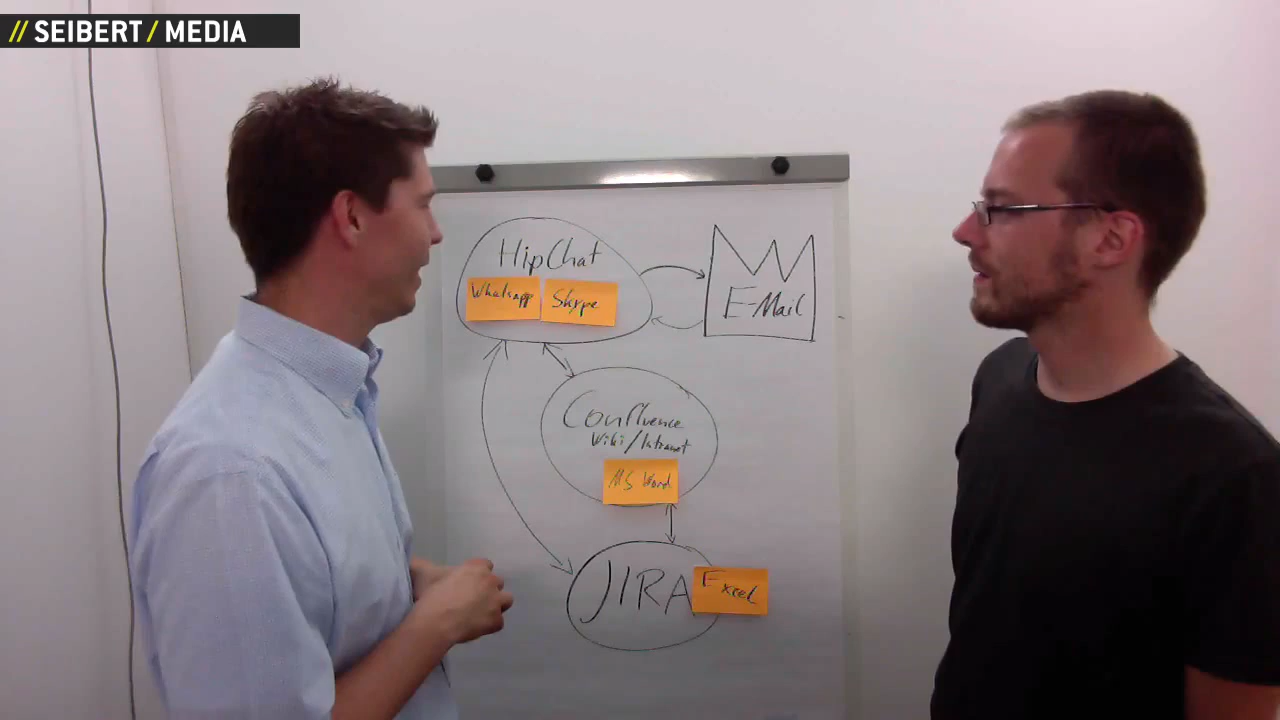 // SEIBERT / MEDIA
HipChat
Whatsapp
Skype
E-Mail
Confluence
Wiki/Intranet
MS Word
JIRA
Excel